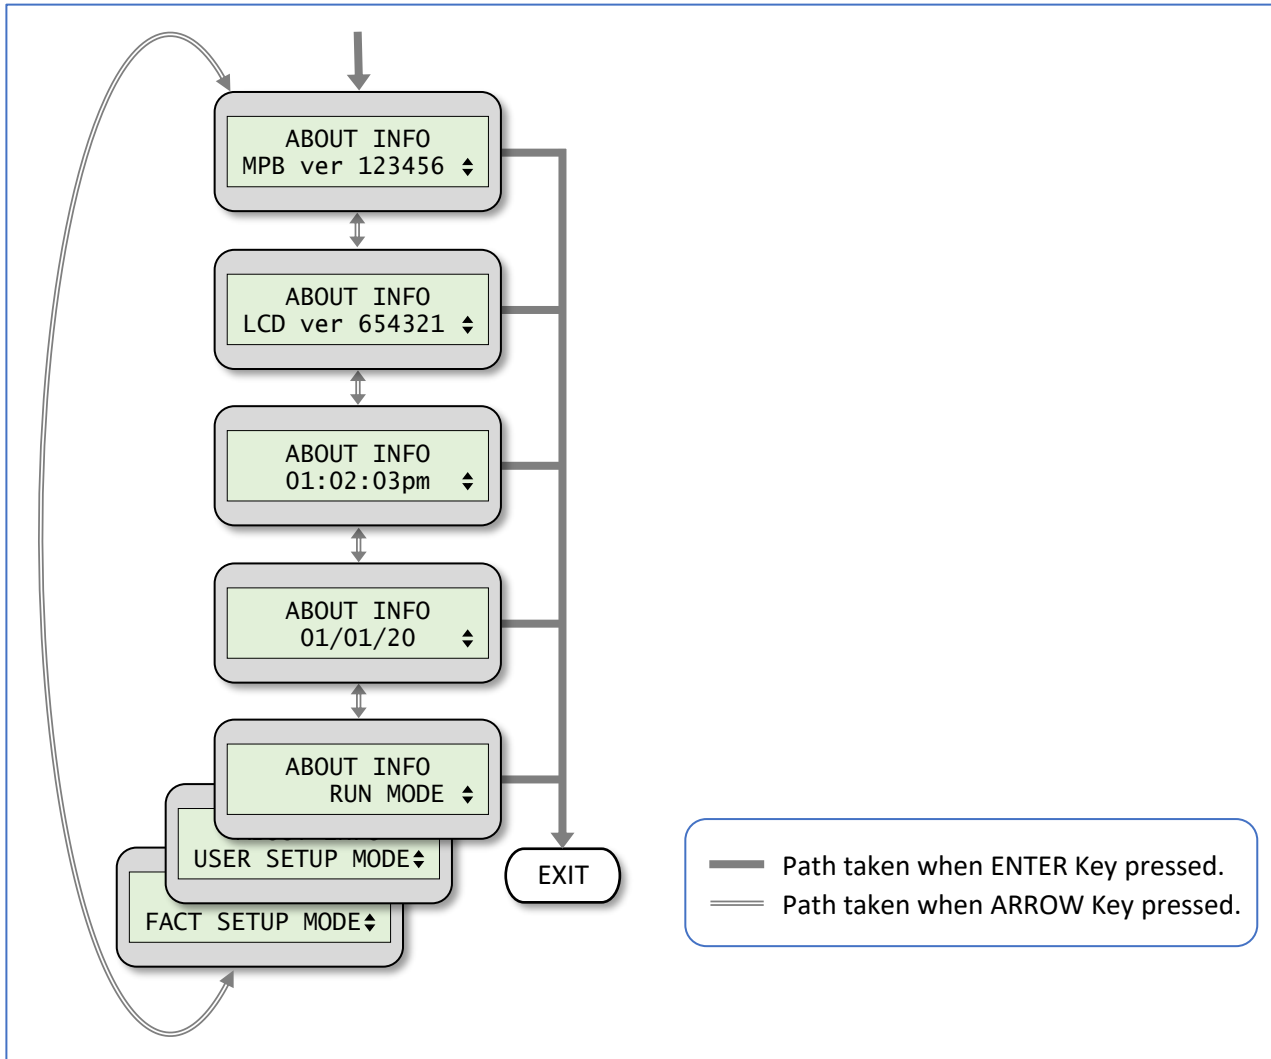 ABOUT INFO
MPB ver 123456
ABOUT INFO
LCD ver 654321
ABOUT INFO
01:02:03pm
ABOUT INFO
01/01/20
ABOUT INFO
RUN MODE
USER SETUP MODE
FACT SETUP MODE
EXIT
Path taken when ENTER Key pressed.
Path taken when ARROW Key pressed.